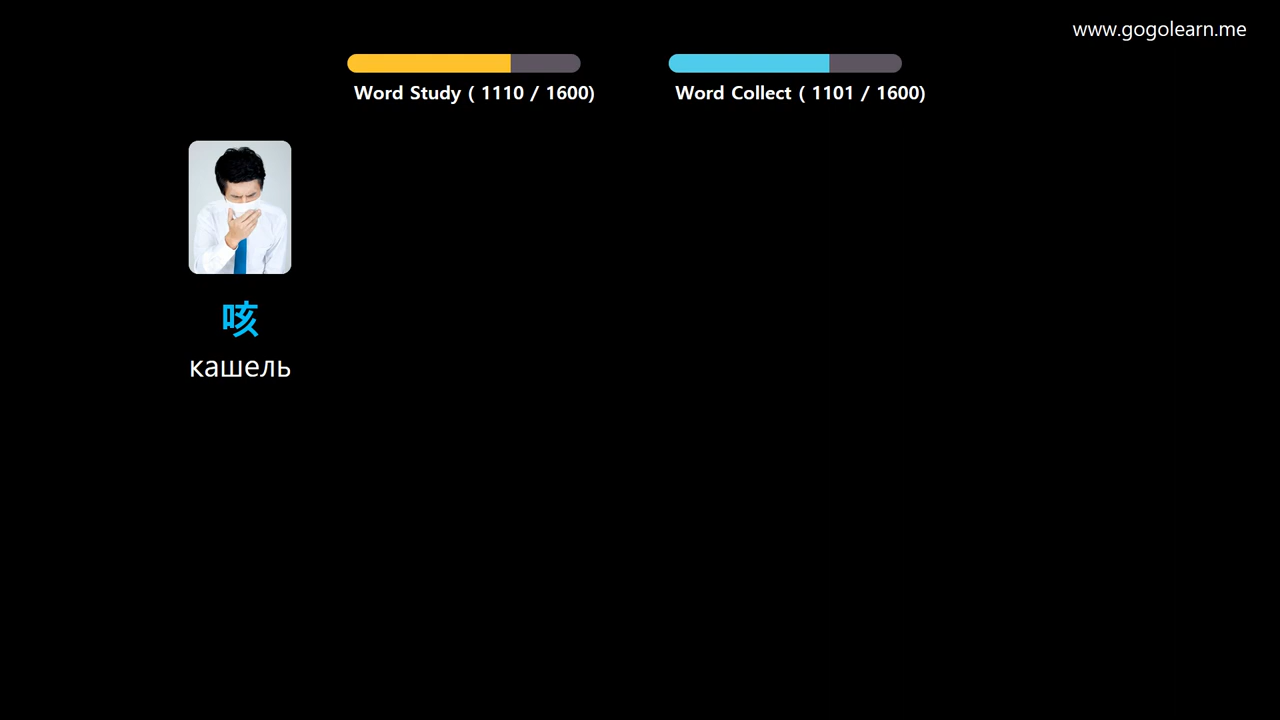 www.gogolearn.me
Word Study ( 1110 / 1600)
Word Collect ( 1101 / 1600)
咳
кашель